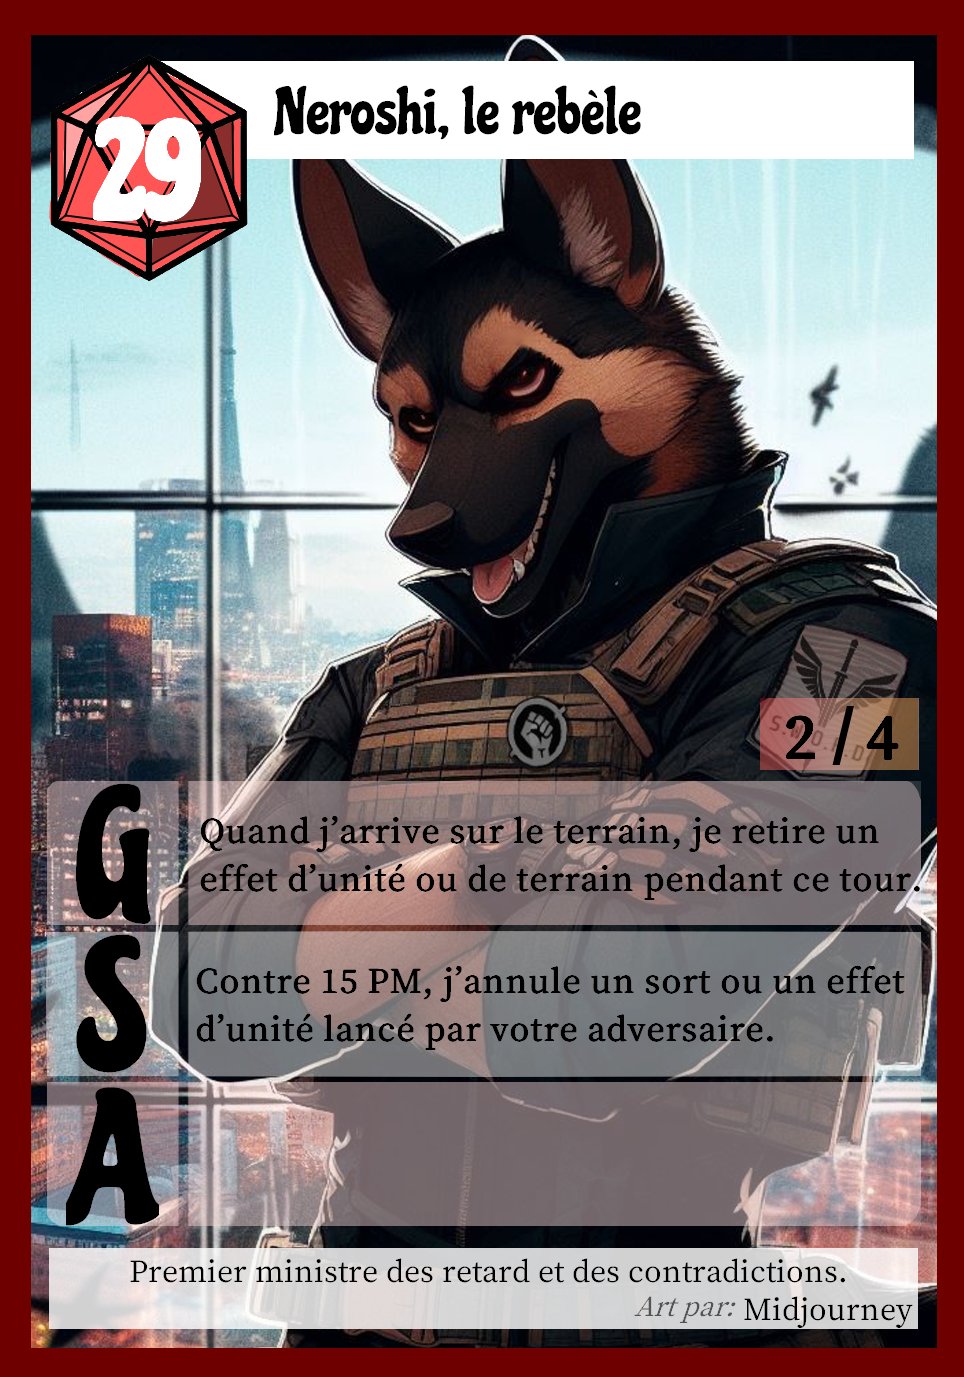 29
Neroshi, le rebèle
S.W.O.R.D
2 / 4
G
Quand j’arrive sur le terrain, je retire un
effet d’unité ou de terrain pendant ce tour.
S
Contre 15 PM, j’annule un sort ou un effet
d’unité lancé par votre adversaire.
A
Premier ministre des retard et des contradictions.
Art par: Midjourney